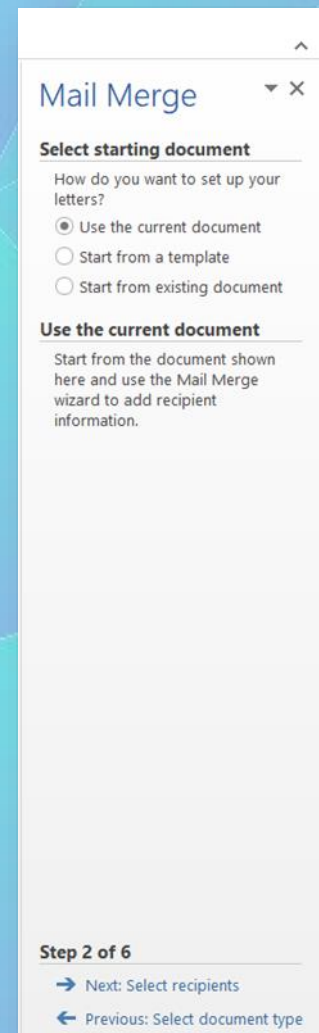 Mail Merge
Select starting document
How do you want to set up your
letters?
Use the current document
Start from a template
Start from existing document
Use the current document
Start from the document shown
here and use the Mail Merge
wizard to add recipient
information.
Step 2 of 6
Next: Select recipients
Previous: Select document type